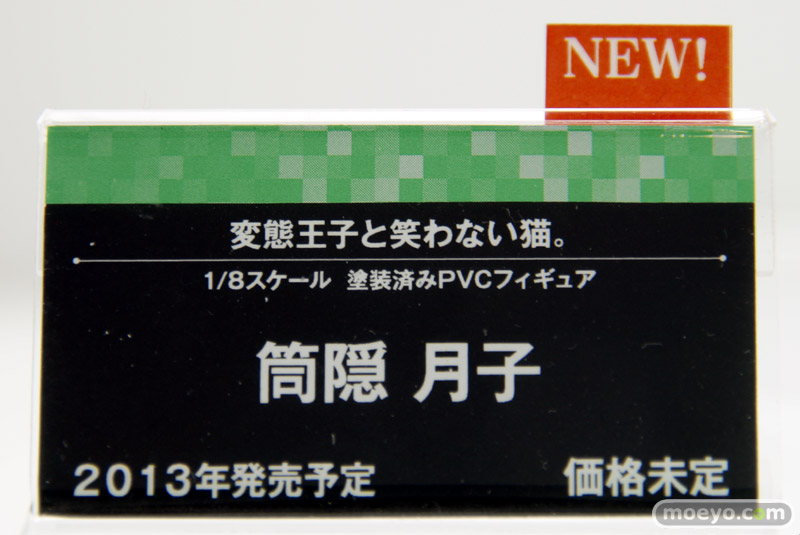 NEW!
変態王子と笑わない猫。
1/8スケール 塗装済みPVCフィギュア
筒隠 月子
2013年発売予定
価格未定
moeyo.com